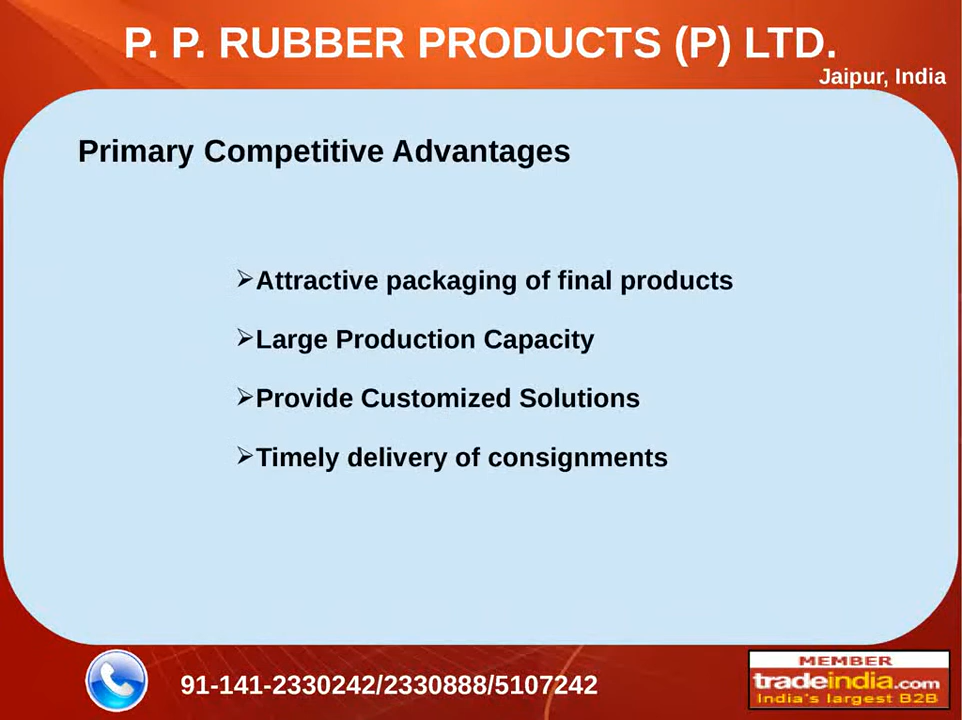 P. P. RUBBER PRODUCTS (P) LTD.
Jaipur, India
Primary Competitive Advantages
➢Attractive packaging of final products
➢Large Production Capacity
➢Provide Customized Solutions
➢Timely delivery of consignments
91-141-2330242/2330888/5107242
MEMBER
tradeindia.com
India's largest B2B